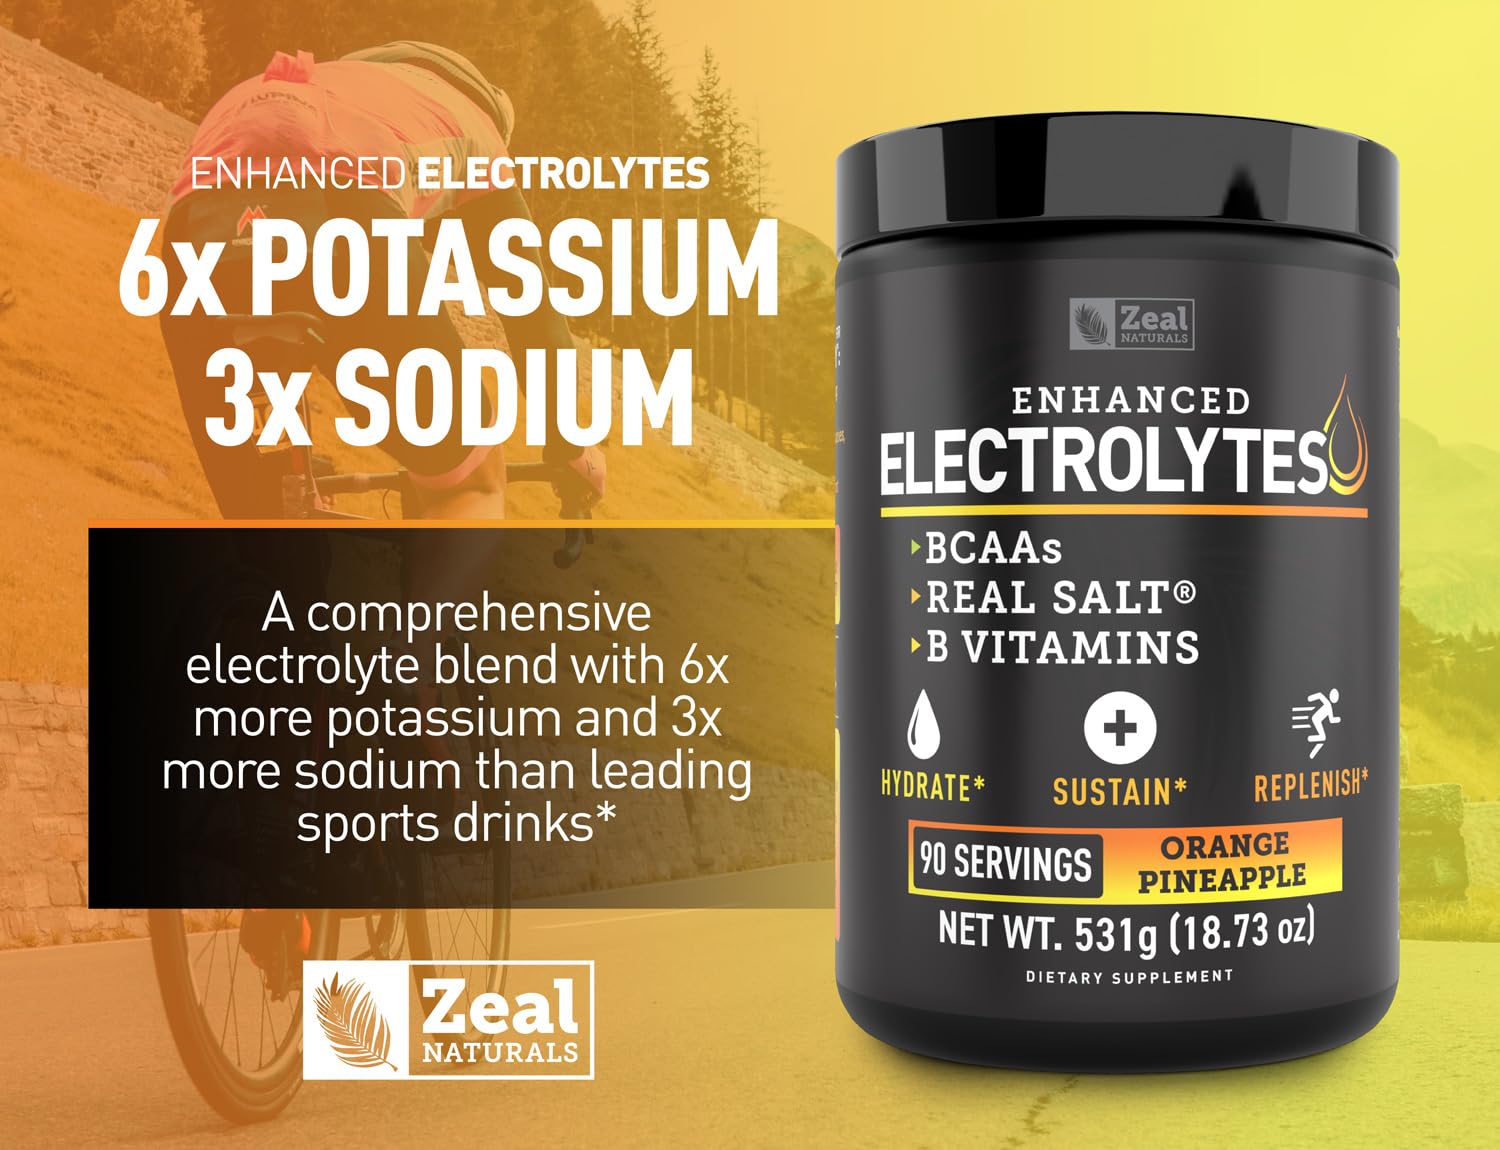 ENHANCED ELECTROLYTES
6x POTASSIUM
3x SODIUM
A comprehensive
electrolyte blend with 6x
more potassium and 3x
more sodium than leading
sports drinks*
Zeal
NATURALS
Zeal
NATURALS
ENHANCED
ELECTROLYTES
BCAAs
REAL SALT®
B VITAMINS
HYDRATE*
SUSTAIN*
REPLENISH*
90 SERVINGS
ORANGE
PINEAPPLE
NET WT. 531g (18.73 oz)
DIETARY SUPPLEMENT